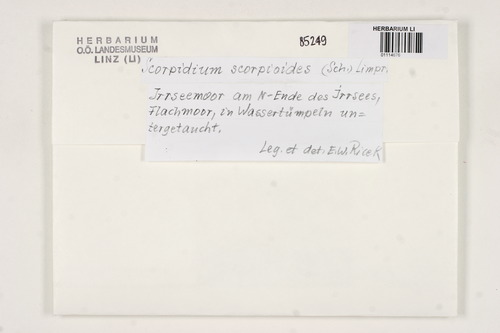 HERBARIUM
O.Ö. LANDESMUSEUM
LINZ (LI)
85249
HERBARIUM LI
Scorpidium scorpioides (Sch.) Limpr.
Irrseemoor am N-Ende des Irrsees,
Flachmoor, in Wassertümpeln un=
tergetaucht.
Leg. et det. E.W. Ricek